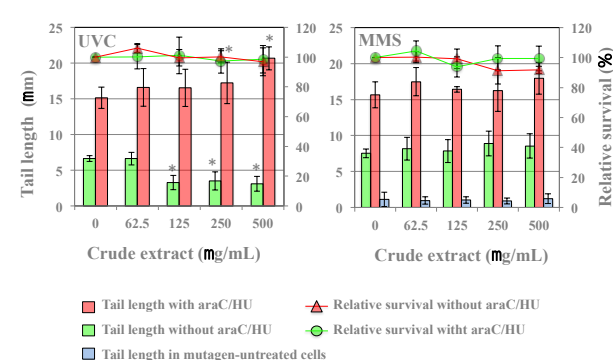 UVC
MMS
25
20
15
10
5
0
120
100
80
60
40
20
0
25
20
15
10
5
0
120
100
80
60
40
20
0
* * * * *
Tail length (mm)
Relative survival (%)
0 62.5 125 250 500
0 62.5 125 250 500
Crude extract (mg/mL)
Crude extract (mg/mL)
Tail length with araC/HU
Relative survival without araC/HU
Tail length without araC/HU
Relative survival witht araC/HU
Tail length in mutagen-untreated cells